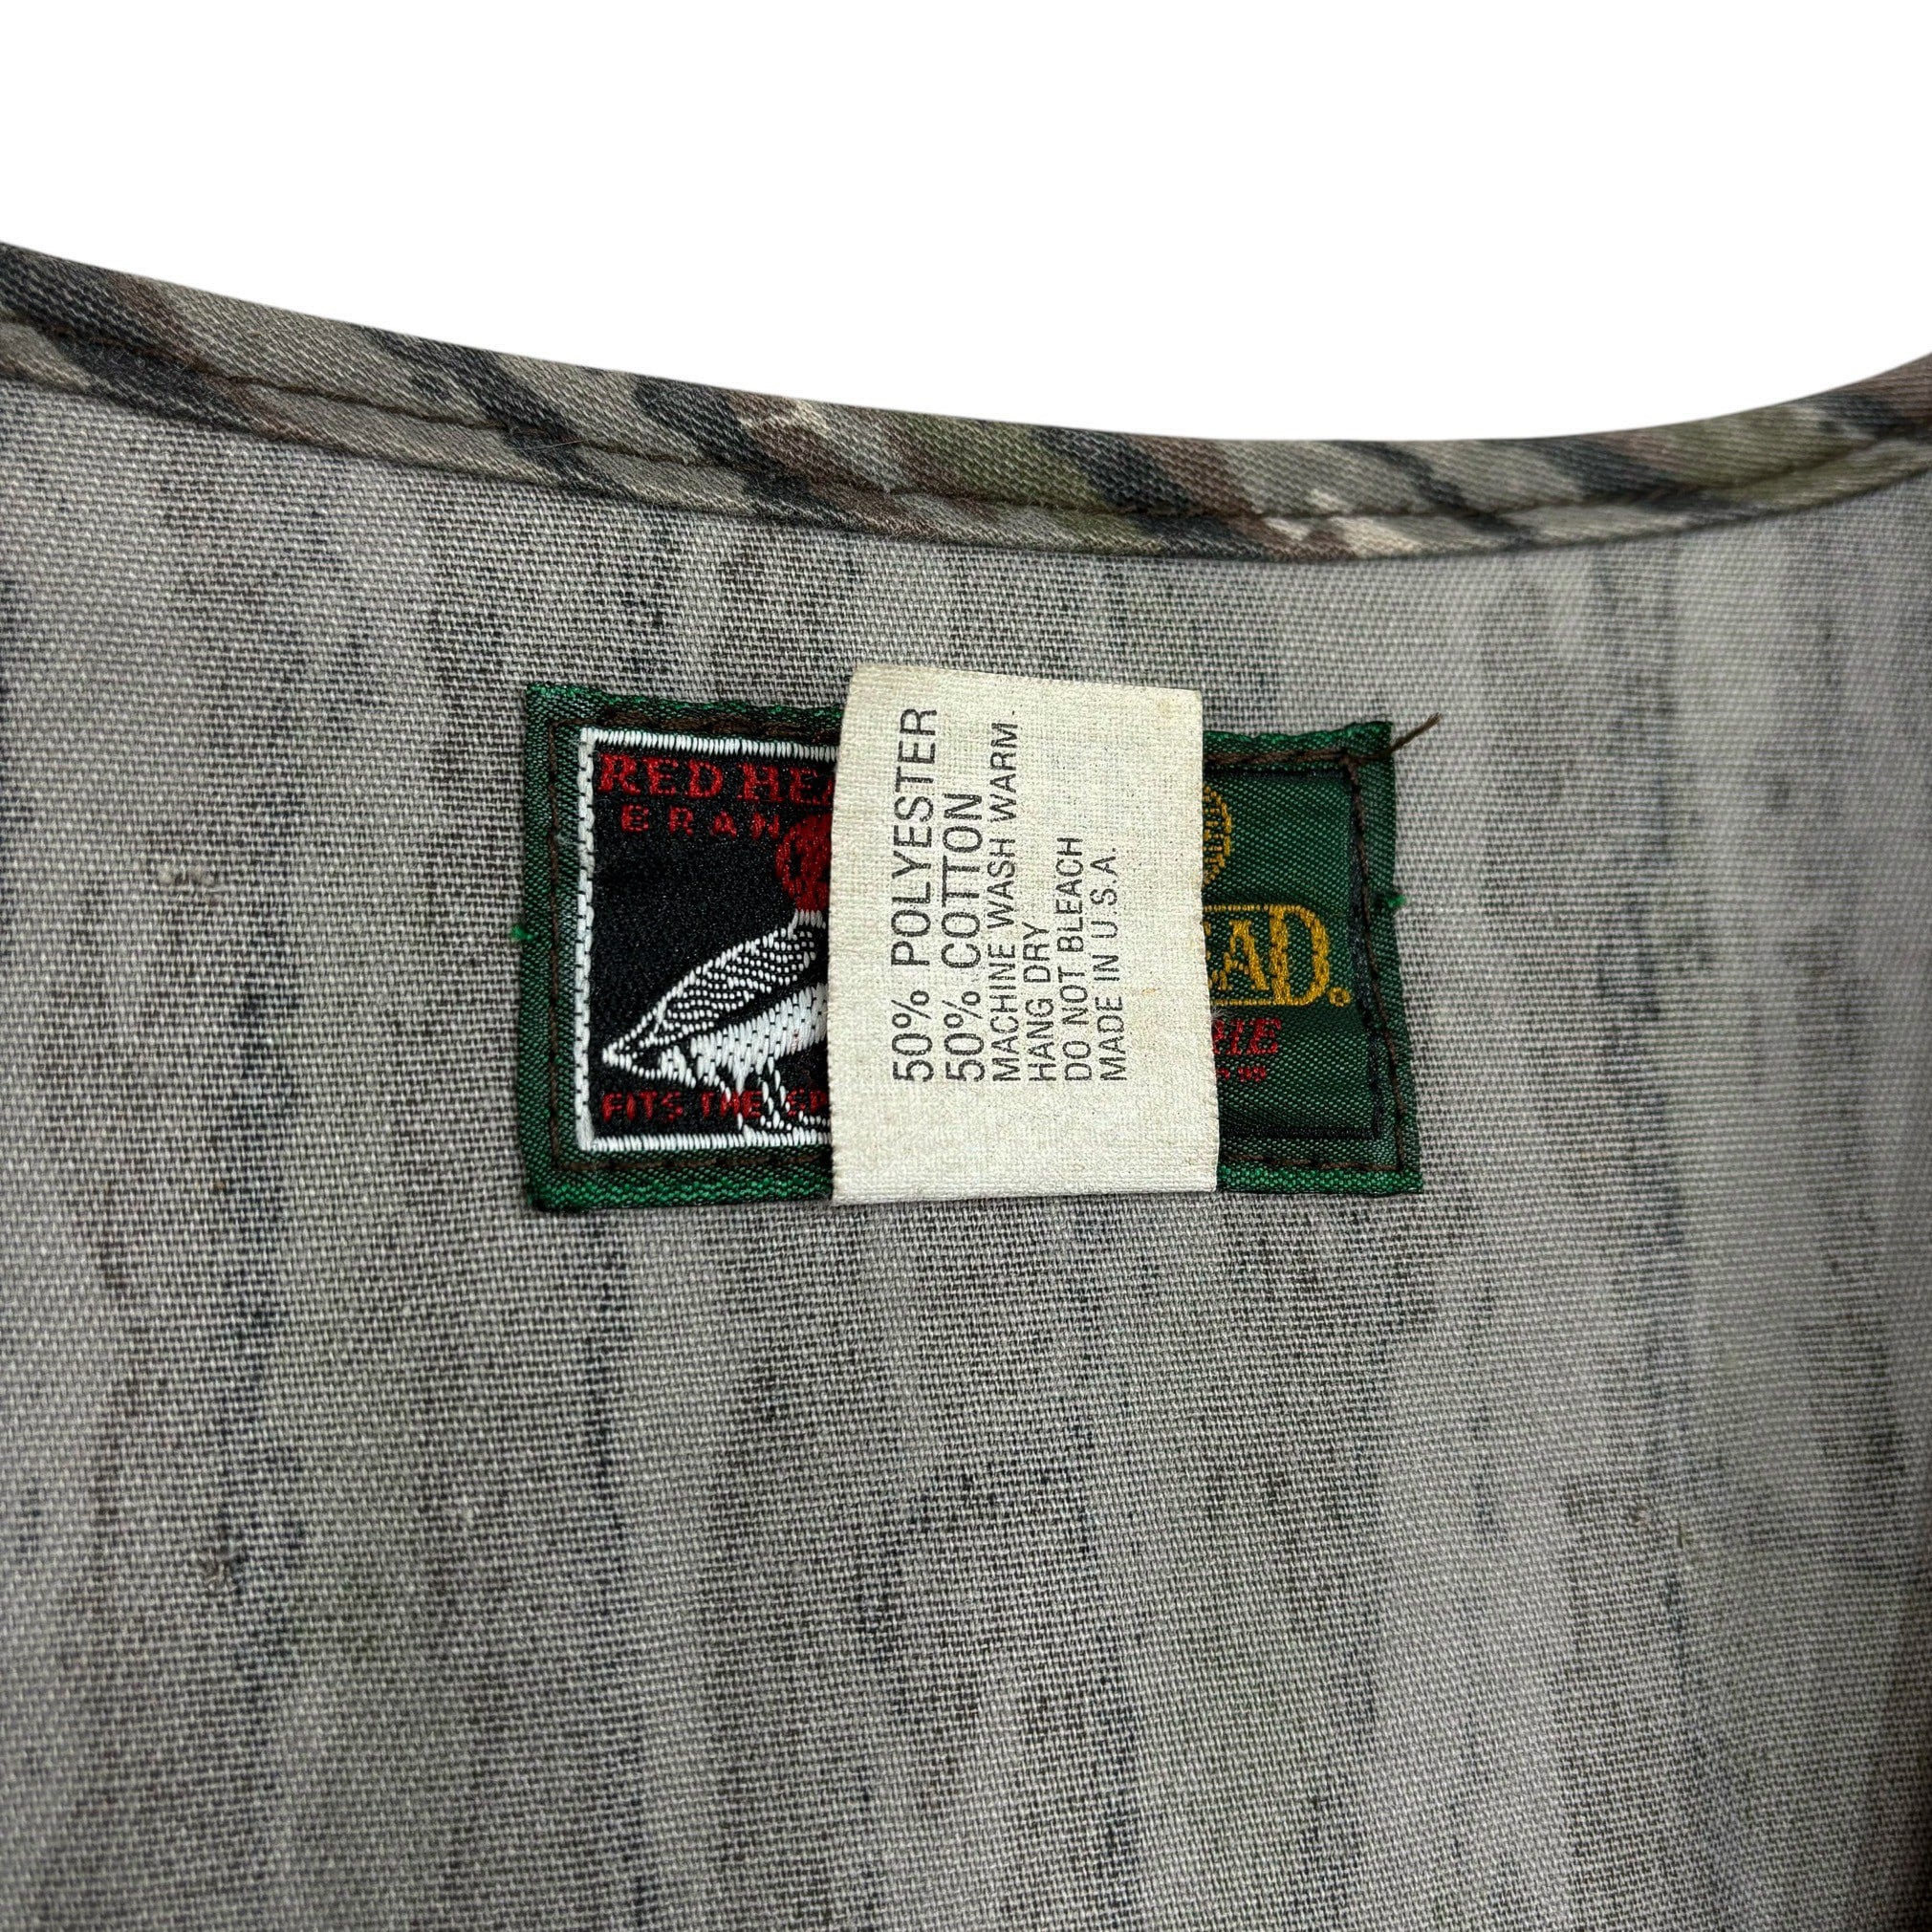 RED HEA
BRAN
FITS THE SP
50% POLYESTER
50% COTTON
MACHINE WASH WARM.
HANG DRY
DO NOT BLEACH
MADE IN U.S.A.
EAD.